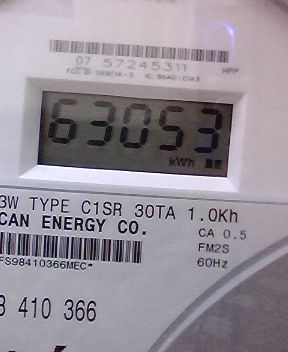 07 57245311
63053
kWh
3W TYPE C1SR 30TA 1.0Kh
CAN ENERGY CO.
CA 0.5
FM2S
FS98410366MEC*
60Hz
8 410 366